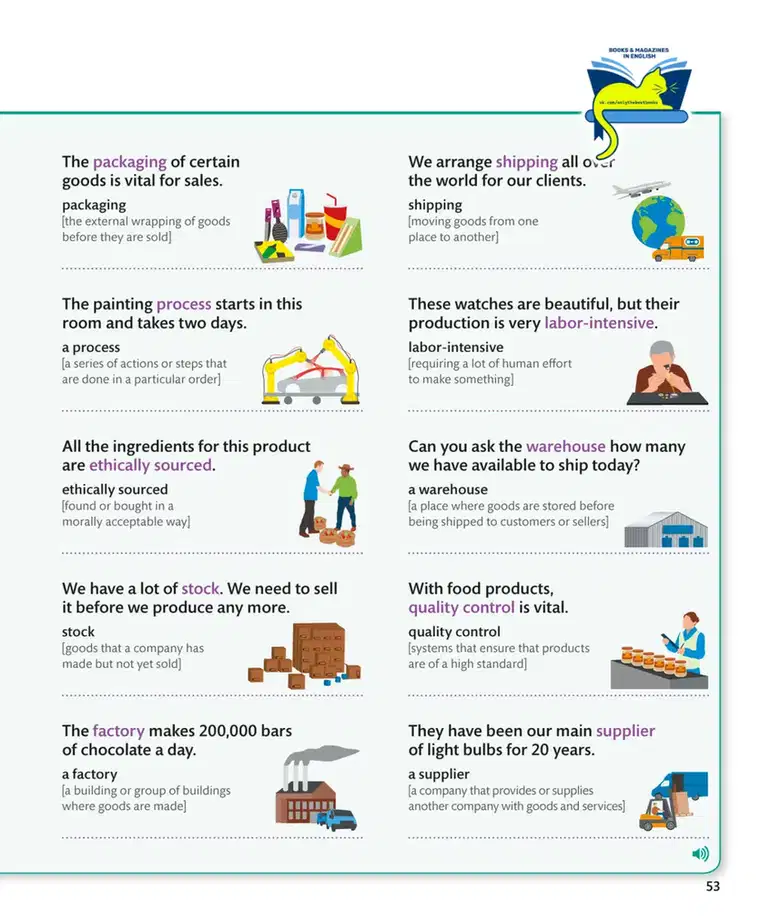 BOOKS & MAGAZINES
IN ENGLISH
vk.com/onlythebestbooks
The packaging of certain
goods is vital for sales.
packaging
[the external wrapping of goods
before they are sold]
The painting process starts in this
room and takes two days.
a process
[a series of actions or steps that
are done in a particular order]
All the ingredients for this product
are ethically sourced.
ethically sourced
[found or bought in a
morally acceptable way]
We have a lot of stock. We need to sell
it before we produce any more.
stock
[goods that a company has
made but not yet sold]
The factory makes 200,000 bars
of chocolate a day.
a factory
[a building or group of buildings
where goods are made]
We arrange shipping all over
the world for our clients.
shipping
[moving goods from one
place to another]
These watches are beautiful, but their
production is very labor-intensive.
labor-intensive
[requiring a lot of human effort
to make something]
Can you ask the warehouse how many
we have available to ship today?
a warehouse
[a place where goods are stored before
being shipped to customers or sellers]
With food products,
quality control is vital.
quality control
[systems that ensure that products
are of a high standard]
They have been our main supplier
of light bulbs for 20 years.
a supplier
[a company that provides or supplies
another company with goods and services]
53